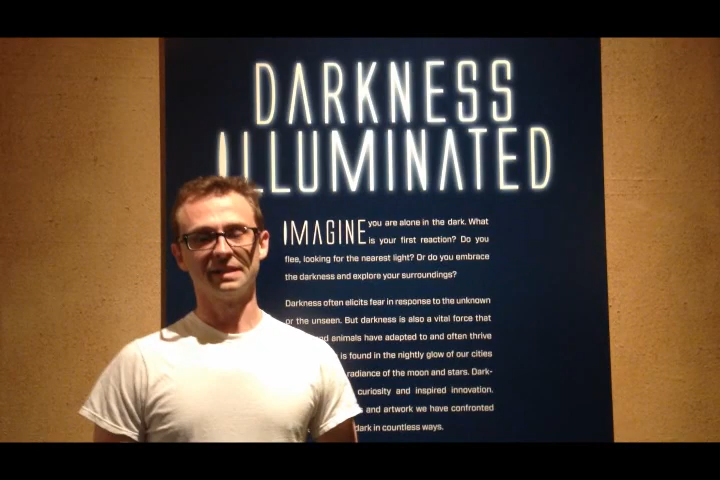 DARKNESS
ILLUMINATED
IMAGINE you are alone in the dark. What
is your first reaction? Do you
flee, looking for the nearest light? Or do you embrace
the darkness and explore your surroundings?
Darkness often elicits fear in response to the unknown
or the unseen. But darkness is also a vital force that
animals have adapted to and often thrive
is found in the nightly glow of our cities
radiance of the moon and stars. Dark-
curiosity and inspired innovation.
and artwork we have confronted
dark in countless ways.